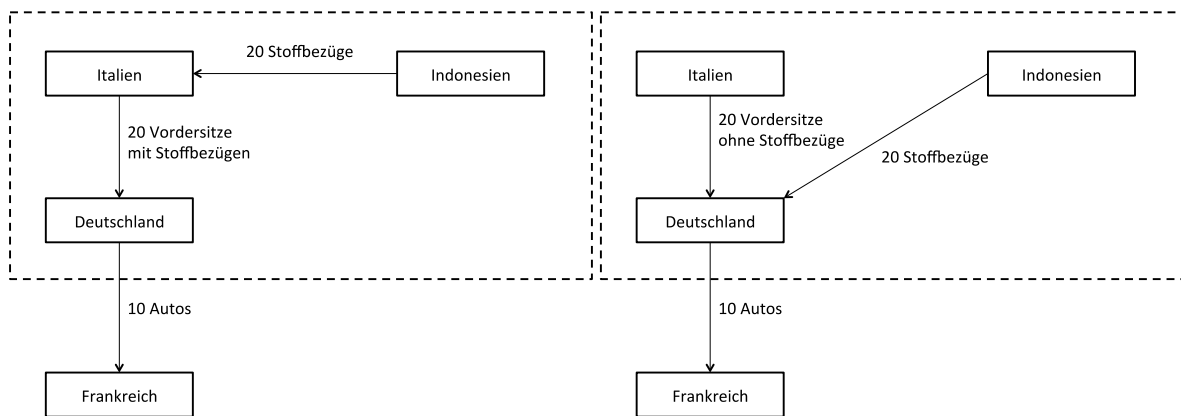 20 Stoffbezüge
Italien
Indonesien
20 Vordersitze
mit Stoffbezügen
Deutschland
10 Autos
Frankreich
Italien
Indonesien
20 Vordersitze
ohne Stoffbezüge
20 Stoffbezüge
Deutschland
10 Autos
Frankreich